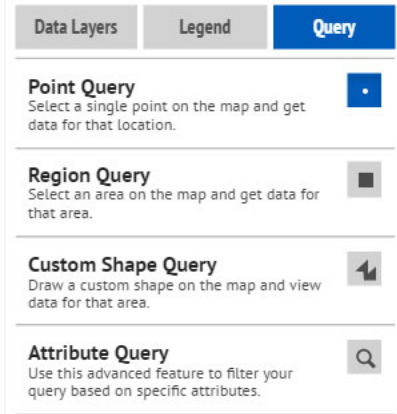 Data Layers Legend Query
Point Query
Select a single point on the map and get
data for that location.
Region Query
Select an area on the map and get data for
that area.
Custom Shape Query
Draw a custom shape on the map and view
data for that area.
Attribute Query
Use this advanced feature to filter your
query based on specific attributes.